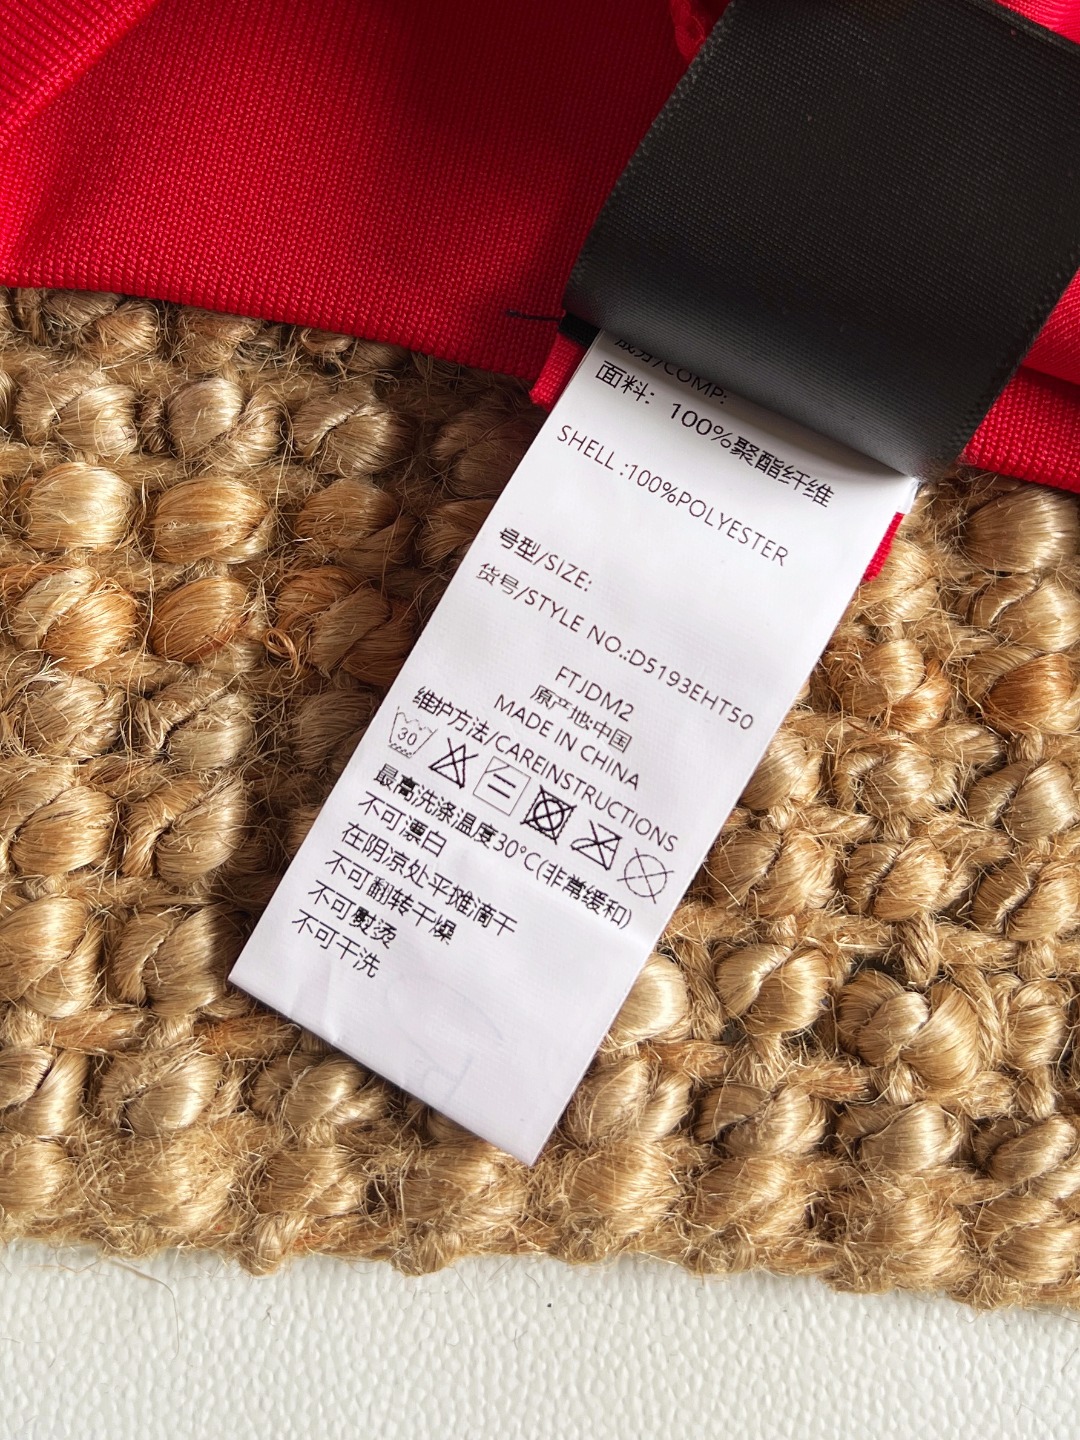 成分/COMP:
面料: 100%聚酯纤维
SHELL :100%POLYESTER
号型/SIZE:
货号/STYLE NO.:D5193EHT50
FTJDM2
原产地:中国
MADE IN CHINA
维护方法/CAREINSTRUCTIONS
30
最高洗涤温度30°C(非常缓和)
不可漂白
在阴凉处平摊滴干
不可翻转干燥
不可熨烫
不可干洗